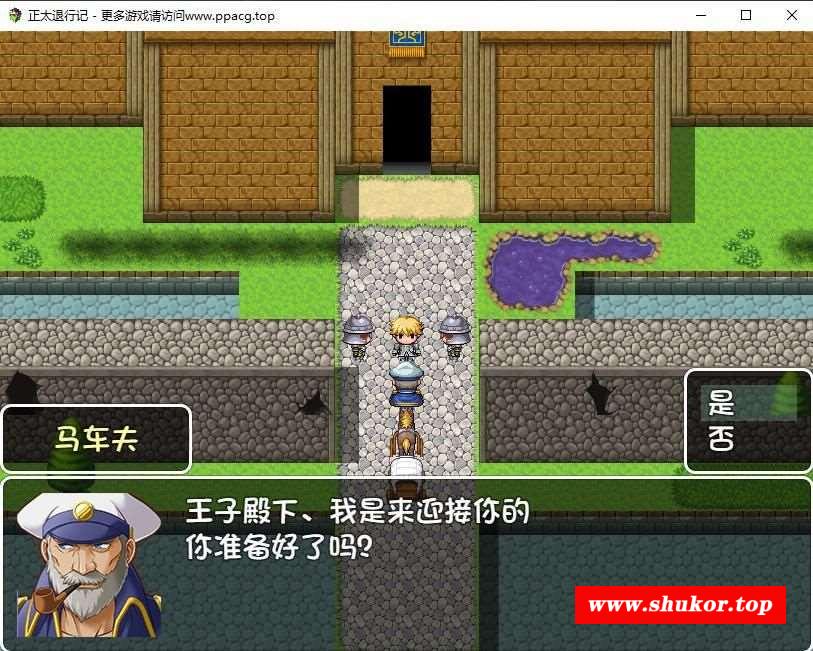 正太退行记 - 更多游戏请访问www.ppacg.top
是
否
马车夫
王子殿下、我是来迎接你的
你准备好了吗?
www.shukor.top